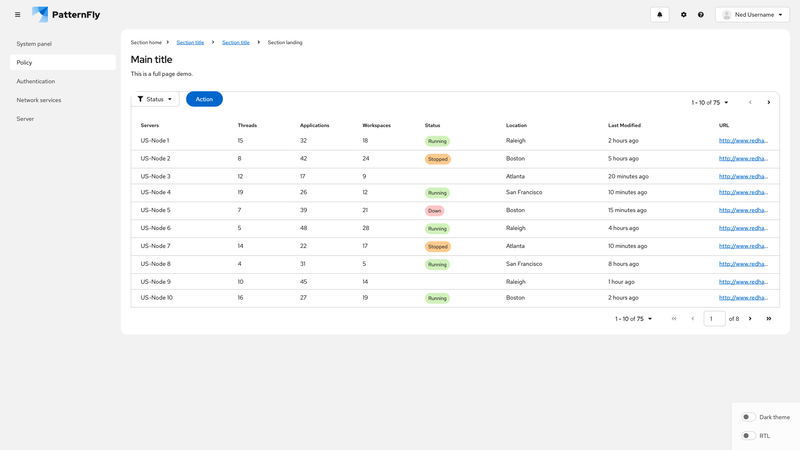 PatternFly
Ned Username
System panel
Policy
Authentication
Network services
Server
Section home Section title Section title Section landing
Main title
This is a full page demo.
Status Action 1 - 10 of 75
Servers Threads Applications Workspaces Status Location Last Modified URL
US-Node 1 15 32 18 Running Raleigh 2 hours ago http://www.redha...
US-Node 2 8 42 24 Stopped Boston 5 hours ago http://www.redha...
US-Node 3 12 17 9 Atlanta 20 minutes ago http://www.redha...
US-Node 4 19 26 12 Running San Francisco 10 minutes ago http://www.redha...
US-Node 5 7 39 21 Down Boston 15 minutes ago http://www.redha...
US-Node 6 5 48 28 Running Raleigh 4 hours ago http://www.redha...
US-Node 7 14 22 17 Stopped Atlanta 10 minutes ago http://www.redha...
US-Node 8 4 31 5 Running San Francisco 8 hours ago http://www.redha...
US-Node 9 10 45 14 Raleigh 1 hour ago http://www.redha...
US-Node 10 16 27 19 Running Boston 2 hours ago http://www.redha...
1 - 10 of 75 1 of 8
Dark theme
RTL